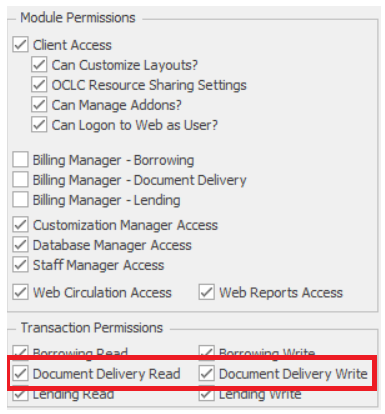 Module Permissions
Client Access
Can Customize Layouts?
OCLC Resource Sharing Settings
Can Manage Addons?
Can Logon to Web as User?
Billing Manager - Borrowing
Billing Manager - Document Delivery
Billing Manager - Lending
Customization Manager Access
Database Manager Access
Staff Manager Access
Web Circulation Access Web Reports Access
Transaction Permissions
Borrowing Read Borrowing Write
Document Delivery Read Document Delivery Write
Lending Read Lending Write